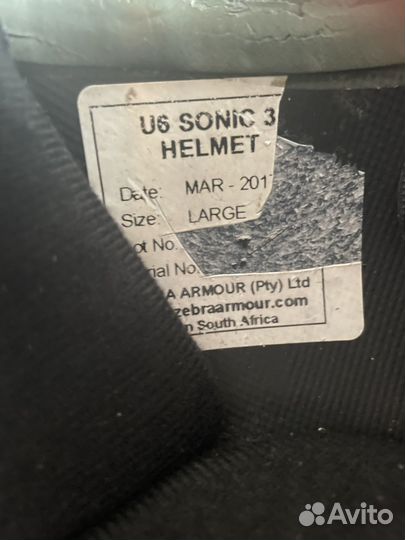 U6 SONIC 3
HELMET
Date: MAR - 201
Size: LARGE
ot No.
rial No.
A ARMOUR (Pty) Ltd
zebraarmour.com
n South Africa
Avito